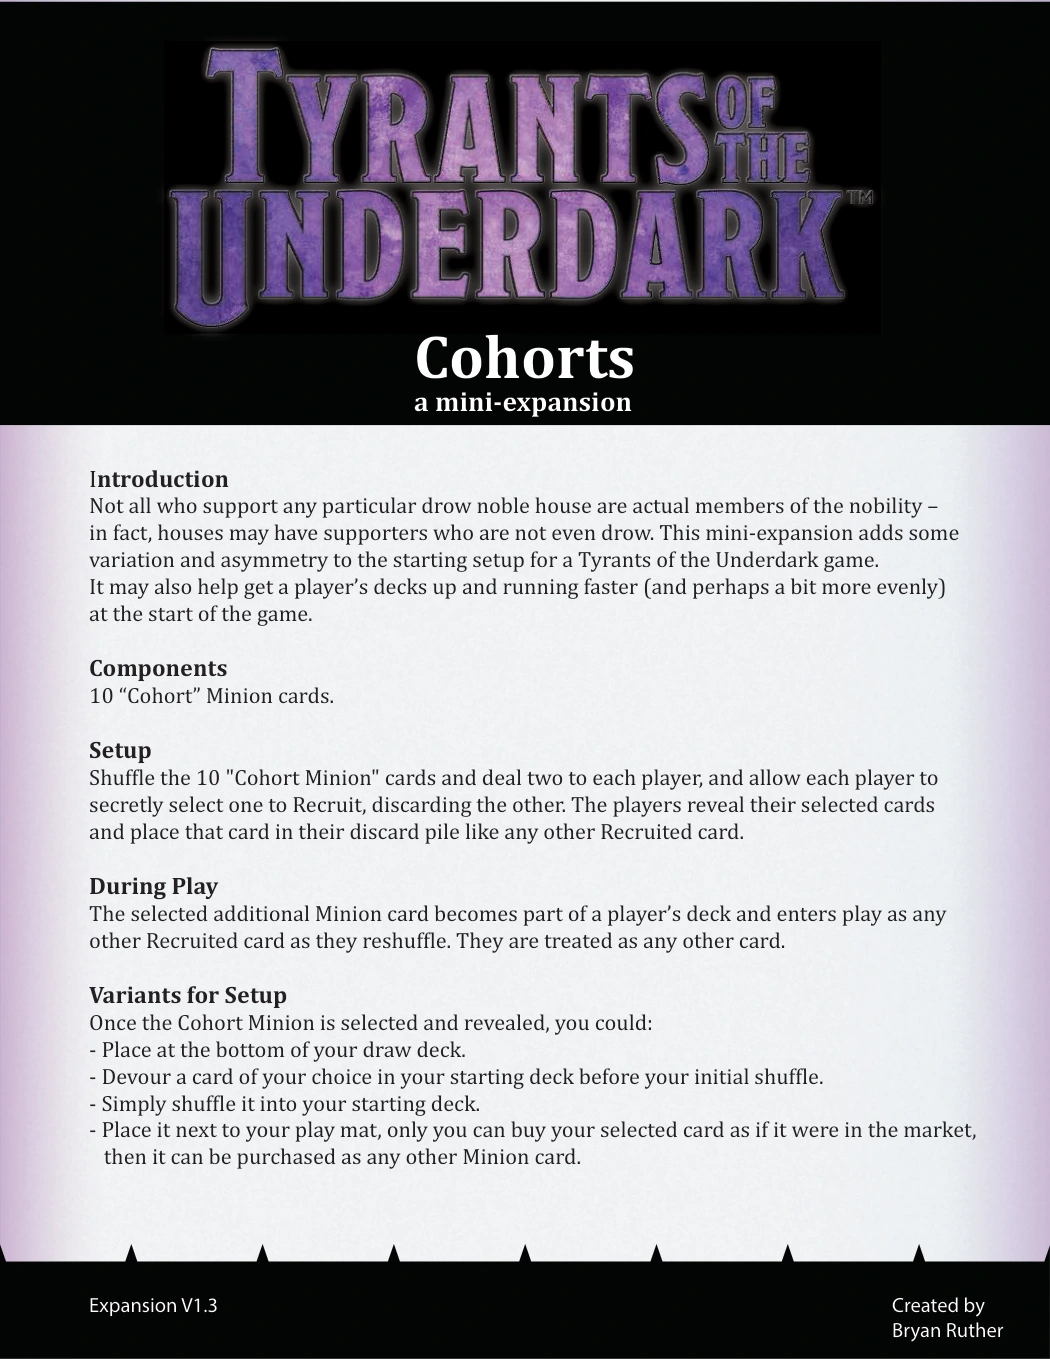 TYRANTS OF THE
UNDERDARK™
Cohorts
a mini-expansion
Introduction
Not all who support any particular drow noble house are actual members of the nobility –
in fact, houses may have supporters who are not even drow. This mini-expansion adds some
variation and asymmetry to the starting setup for a Tyrants of the Underdark game.
It may also help get a player’s decks up and running faster (and perhaps a bit more evenly)
at the start of the game.
Components
10 “Cohort” Minion cards.
Setup
Shuffle the 10 "Cohort Minion" cards and deal two to each player, and allow each player to
secretly select one to Recruit, discarding the other. The players reveal their selected cards
and place that card in their discard pile like any other Recruited card.
During Play
The selected additional Minion card becomes part of a player’s deck and enters play as any
other Recruited card as they reshuffle. They are treated as any other card.
Variants for Setup
Once the Cohort Minion is selected and revealed, you could:
- Place at the bottom of your draw deck.
- Devour a card of your choice in your starting deck before your initial shuffle.
- Simply shuffle it into your starting deck.
- Place it next to your play mat, only you can buy your selected card as if it were in the market,
then it can be purchased as any other Minion card.
Expansion V1.3
Created by
Bryan Ruther